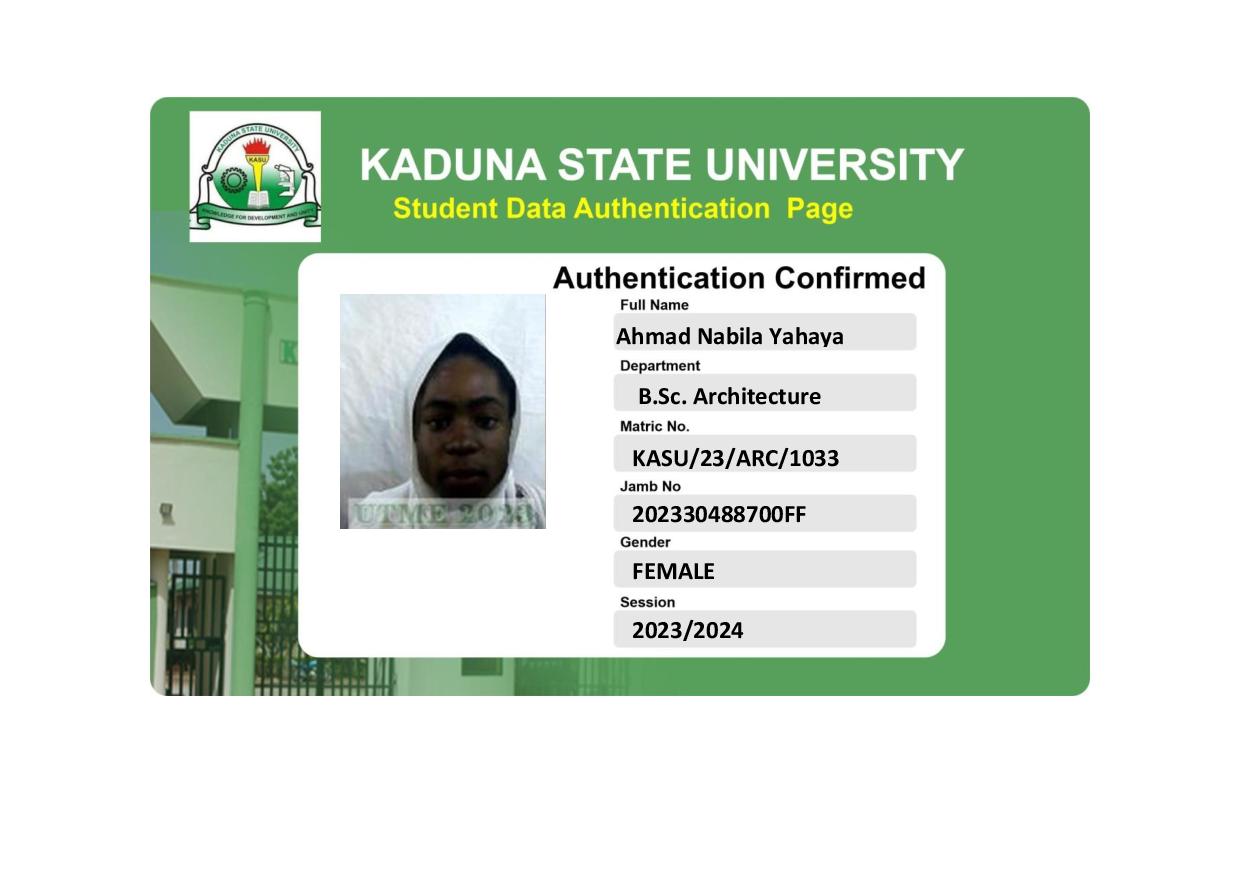 KADUNA STATE UNIVERSITY
KASU
KNOWLEDGE FOR DEVELOPMENT AND UNITY
KADUNA STATE UNIVERSITY
Student Data Authentication Page
Authentication Confirmed
Full Name
Ahmad Nabila Yahaya
Department
B.Sc. Architecture
Matric No.
KASU/23/ARC/1033
Jamb No
202330488700FF
Gender
FEMALE
Session
2023/2024
UTME 2023
K